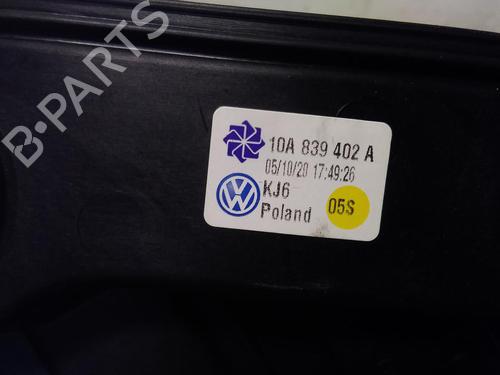 B-PARTS
10A 839 402 A
05/10/20 17:49:26
KJ6
Poland
05S